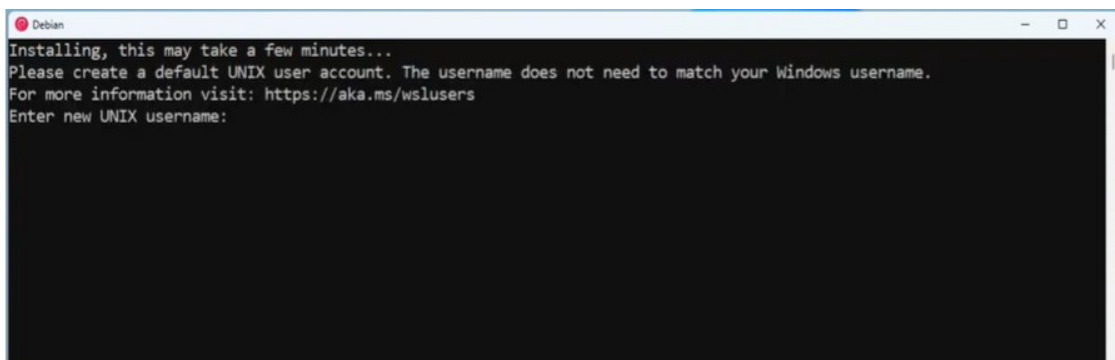 Debian
Installing, this may take a few minutes...
Please create a default UNIX user account. The username does not need to match your Windows username.
For more information visit: https://aka.ms/wslusers
Enter new UNIX username: